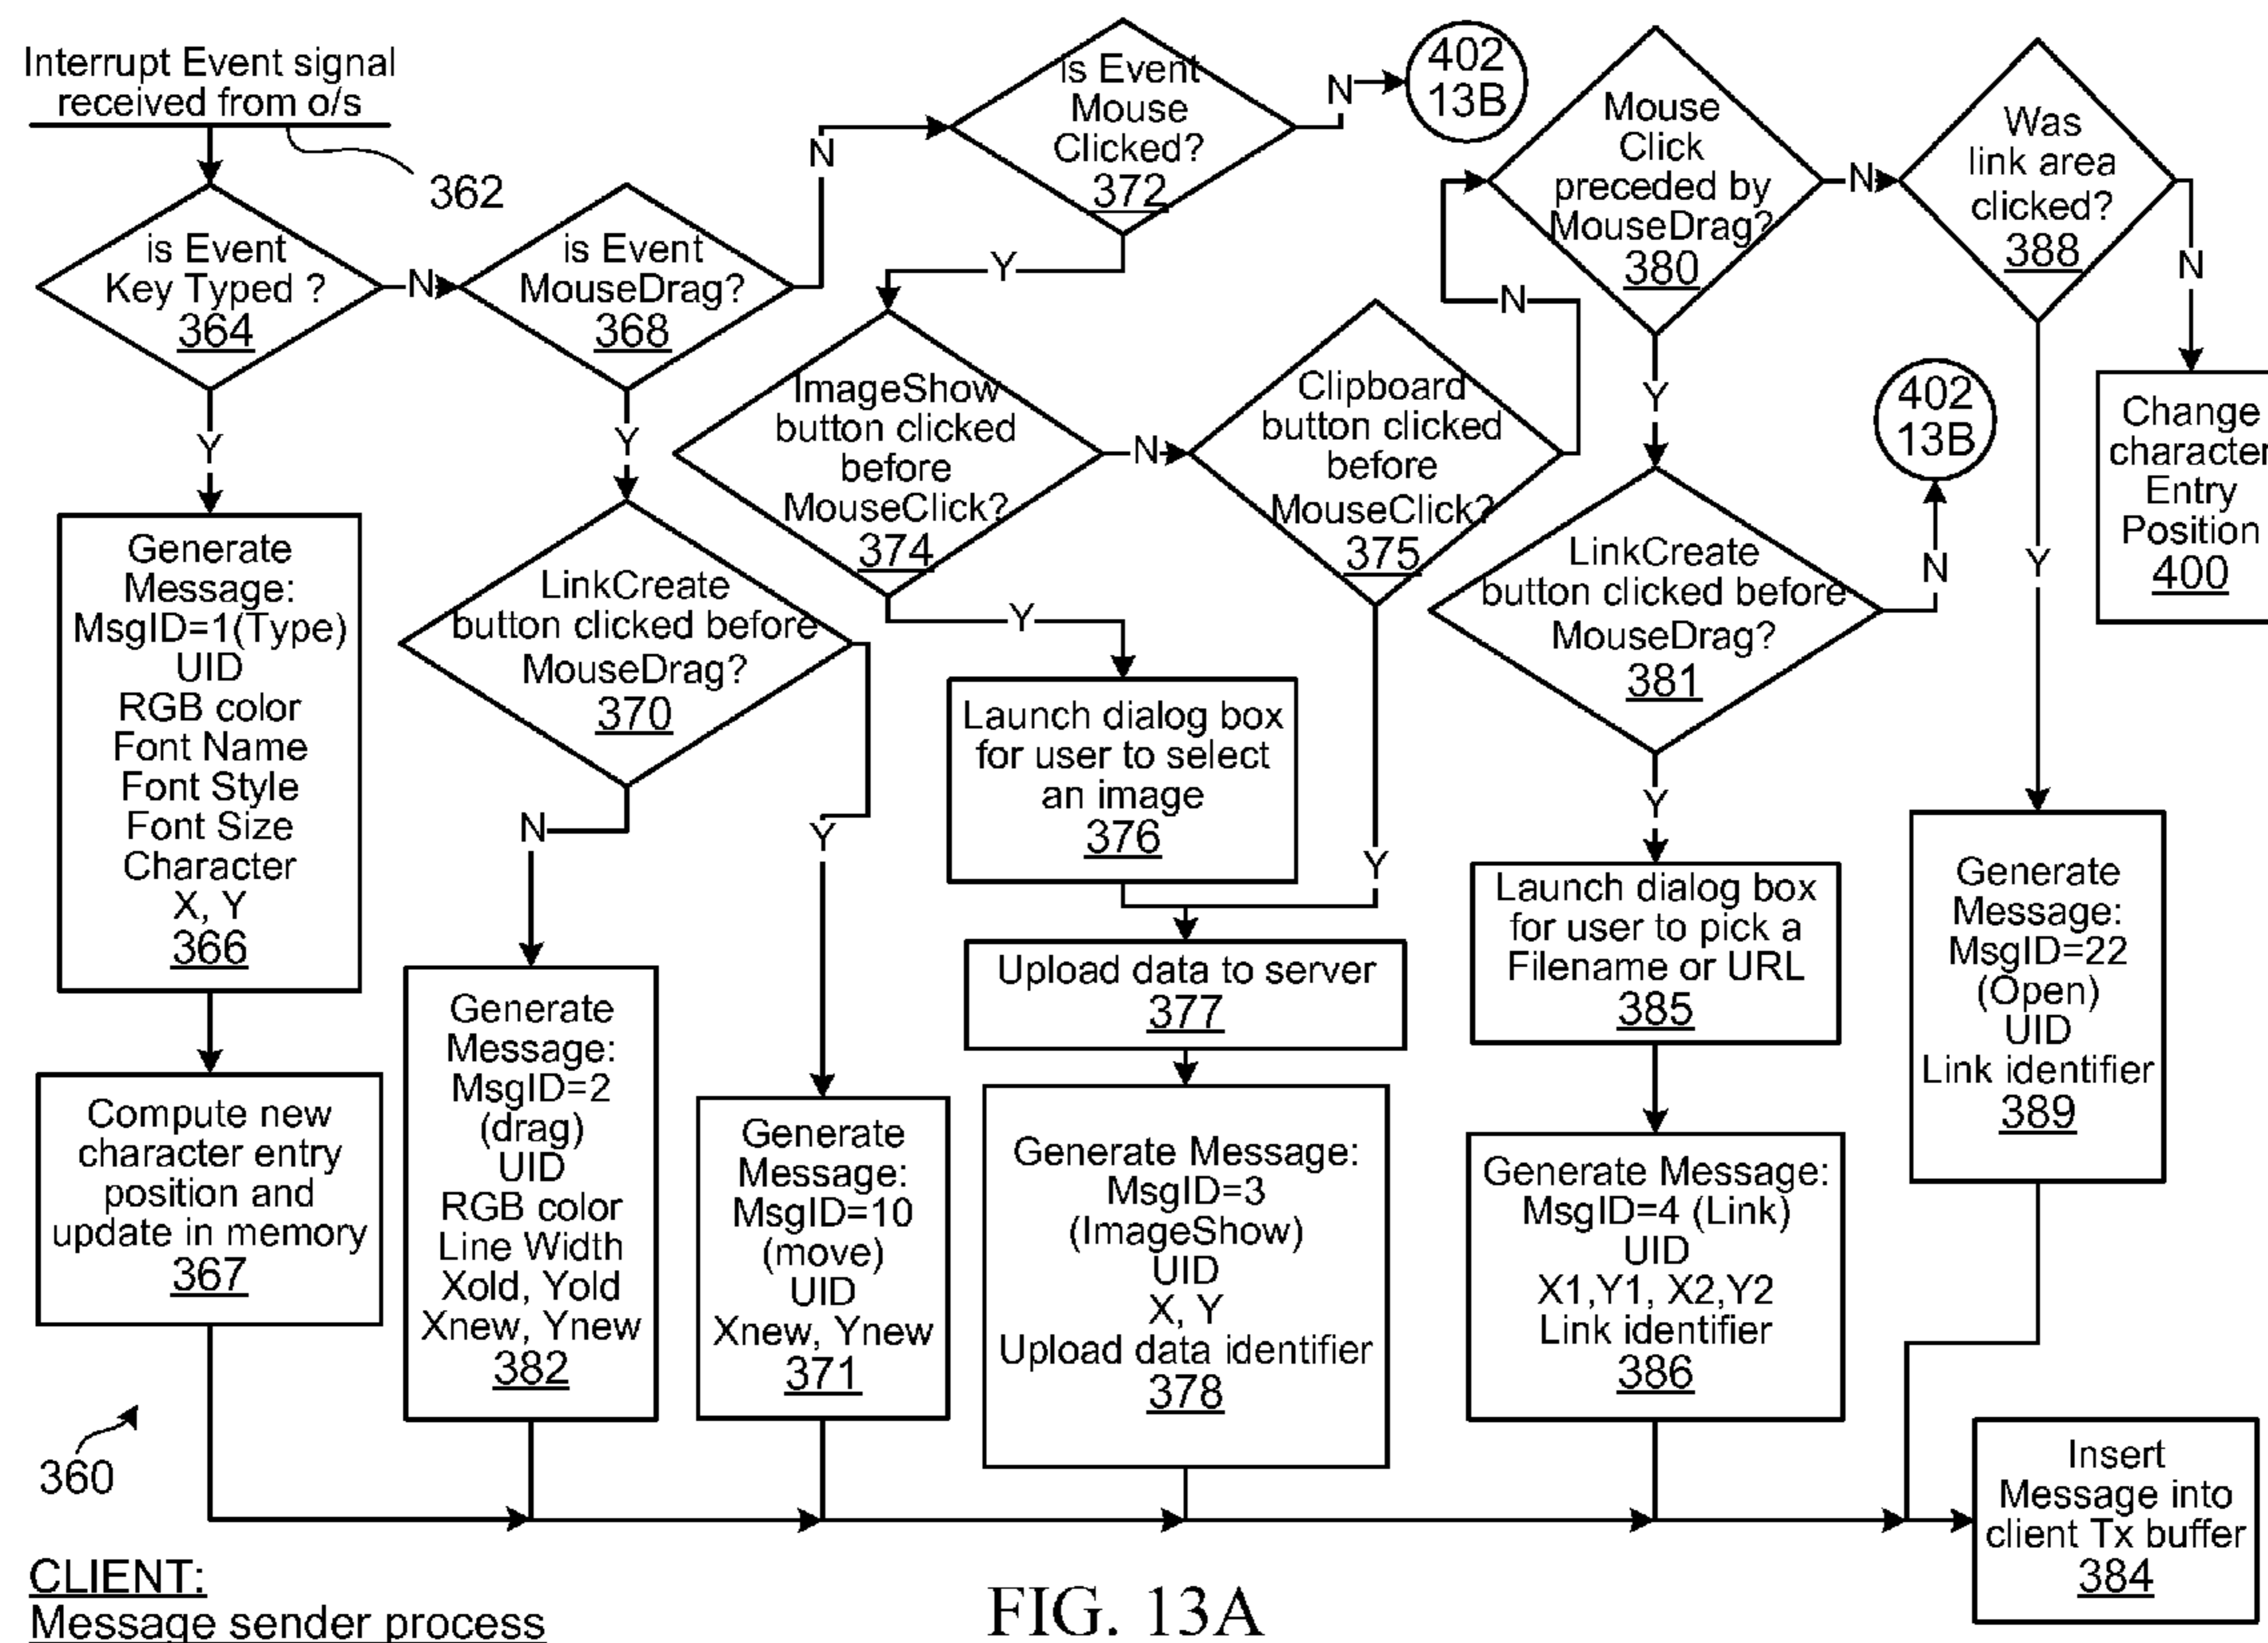 Interrupt Event signal
received from o/s
362
is Event
Key Typed ?
364
N
Y
is Event
MouseDrag?
368
N
Y
is Event
Mouse
Clicked?
372
N
402
13B
Y
ImageShow
button clicked
before
MouseClick?
374
N
Y
Clipboard
button clicked
before
MouseClick?
375
N
Y
Mouse
Click
preceded by
MouseDrag?
380
N
Y
Was
link area
clicked?
388
N
Y
Change
character
Entry
Position
400
LinkCreate
button clicked before
MouseDrag?
381
N
402
13B
Y
LinkCreate
button clicked before
MouseDrag?
370
N
Y
Generate
Message:
MsgID=1(Type)
UID
RGB color
Font Name
Font Style
Font Size
Character
X, Y
366
Compute new
character entry
position and
update in memory
367
Generate
Message:
MsgID=2
(drag)
UID
RGB color
Line Width
Xold, Yold
Xnew, Ynew
382
Generate
Message:
MsgID=10
(move)
UID
Xnew, Ynew
371
Launch dialog box
for user to select
an image
376
Upload data to server
377
Generate Message:
MsgID=3
(ImageShow)
UID
X, Y
Upload data identifier
378
Launch dialog box
for user to pick a
Filename or URL
385
Generate Message:
MsgID=4 (Link)
UID
X1,Y1, X2,Y2
Link identifier
386
Generate
Message:
MsgID=22
(Open)
UID
Link identifier
389
Insert
Message into
client Tx buffer
384
360
CLIENT:
Message sender process
FIG. 13A